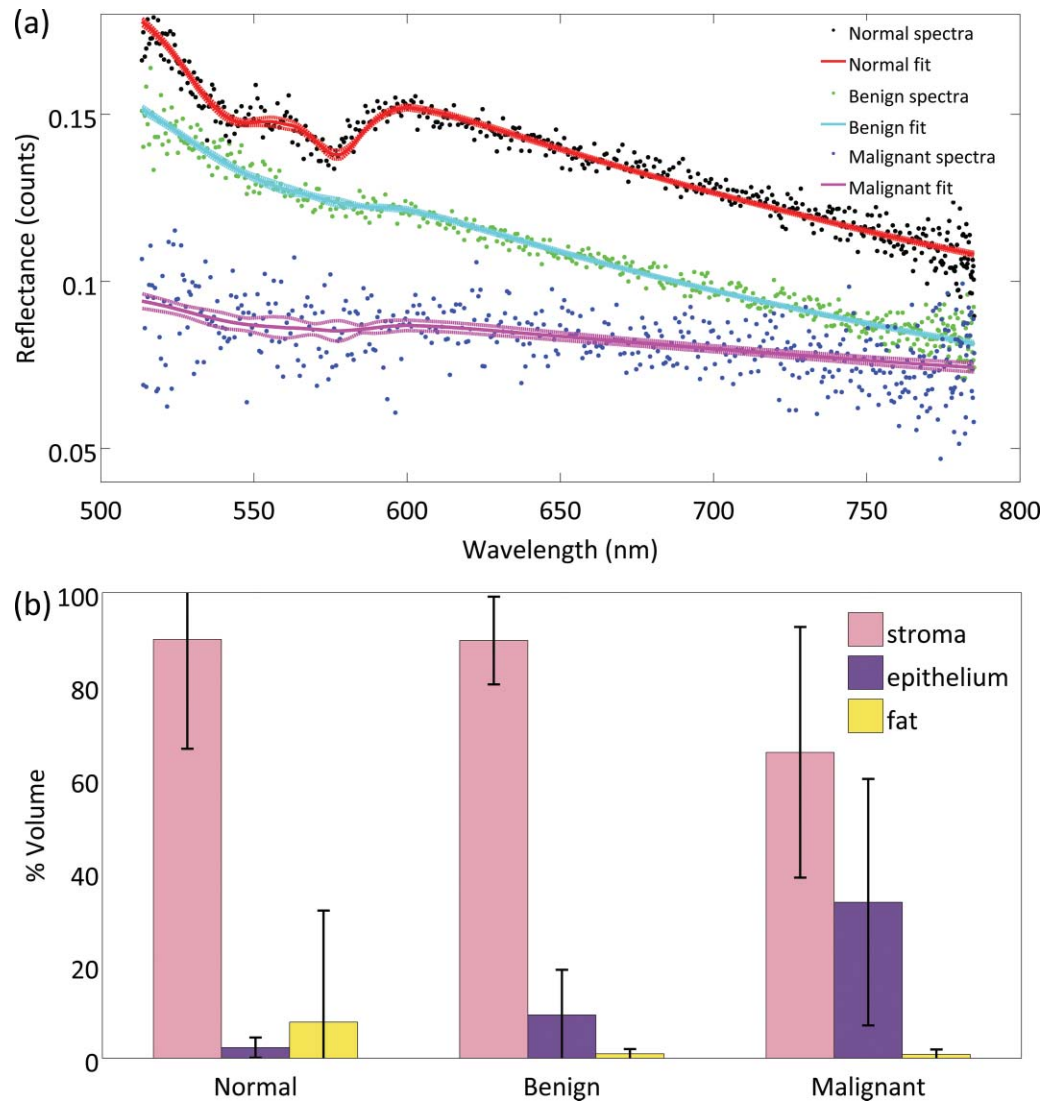 (a)
Normal spectra
Normal fit
Benign spectra
Benign fit
Malignant spectra
Malignant fit
Reflectance (counts)
0.15
0.1
0.05
500 550 600 650 700 750 800
Wavelength (nm)
(b)
stroma
epithelium
fat
% Volume
100
80
60
40
20
0
Normal Benign Malignant